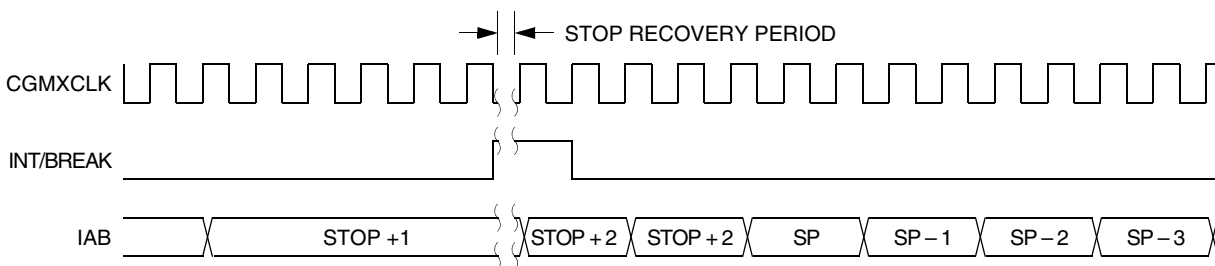 STOP RECOVERY PERIOD
CGMXCLK
INT/BREAK
IAB STOP +1 STOP + 2 STOP + 2 SP SP – 1 SP – 2 SP – 3